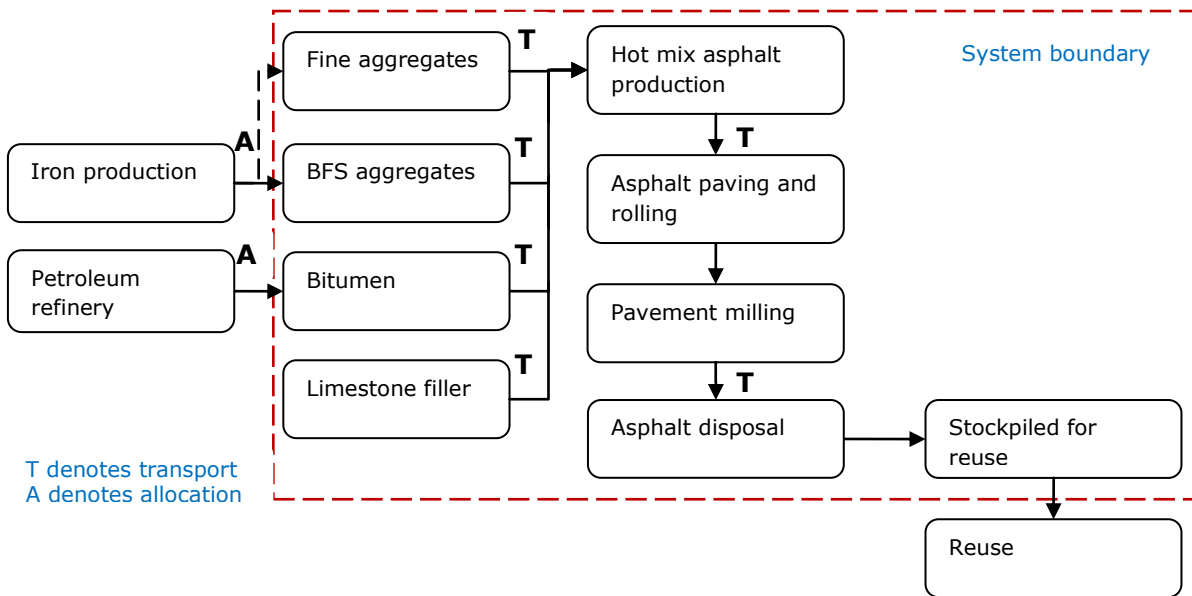 Fine aggregates
T
Hot mix asphalt
production
System boundary
T
A
Iron production
BFS aggregates
T
Asphalt paving and
rolling
A
Petroleum
refinery
Bitumen
T
Pavement milling
Limestone filler
T
T
Asphalt disposal
Stockpiled for
reuse
T denotes transport
A denotes allocation
Reuse